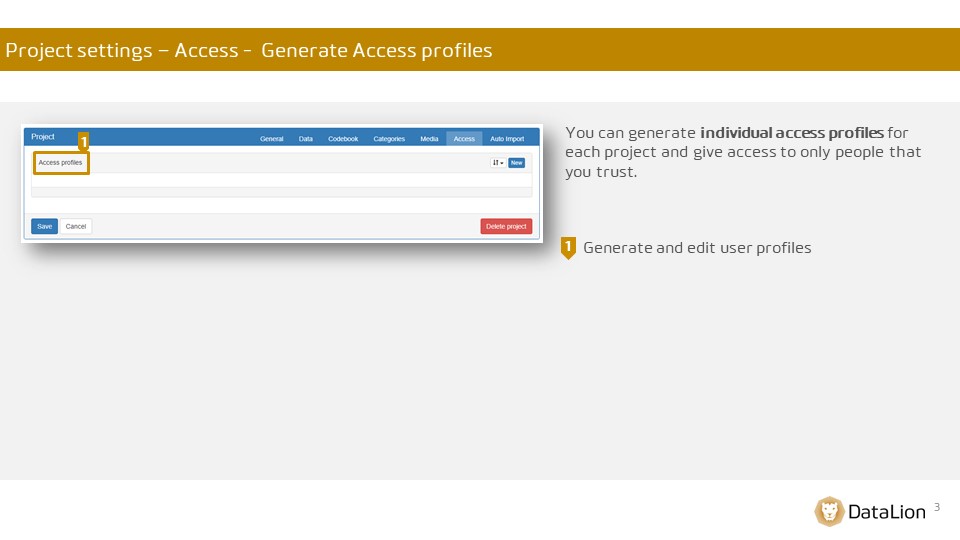 Project settings – Access - Generate Access profiles
Project
1
General Data Codebook Categories Media Access Auto Import
Access profiles
New
Save Cancel Delete project
You can generate individual access profiles for
each project and give access to only people that
you trust.
1 Generate and edit user profiles
DataLion 3